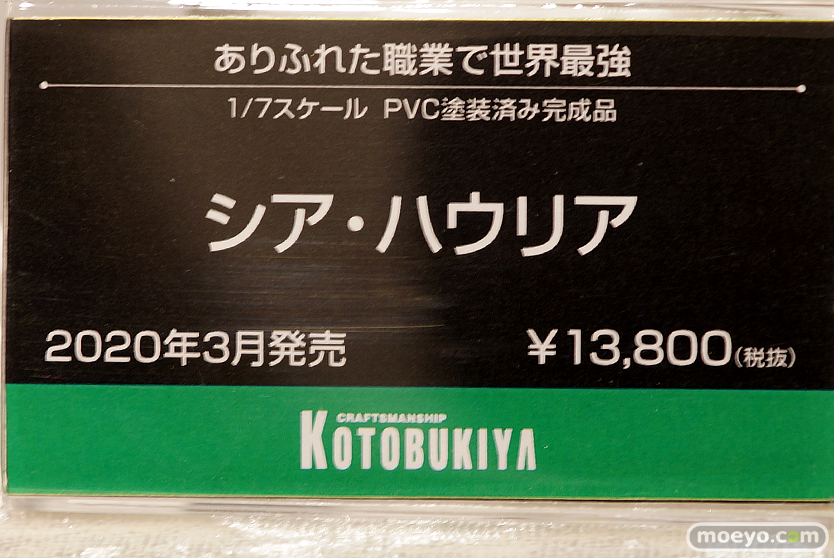 ありふれた職業で世界最強
1/7スケール PVC塗装済み完成品
シア・ハウリア
2020年3月発売 ¥13,800(税抜)
CRAFTSMANSHIP
KOTOBUKIYA
moeyo.com